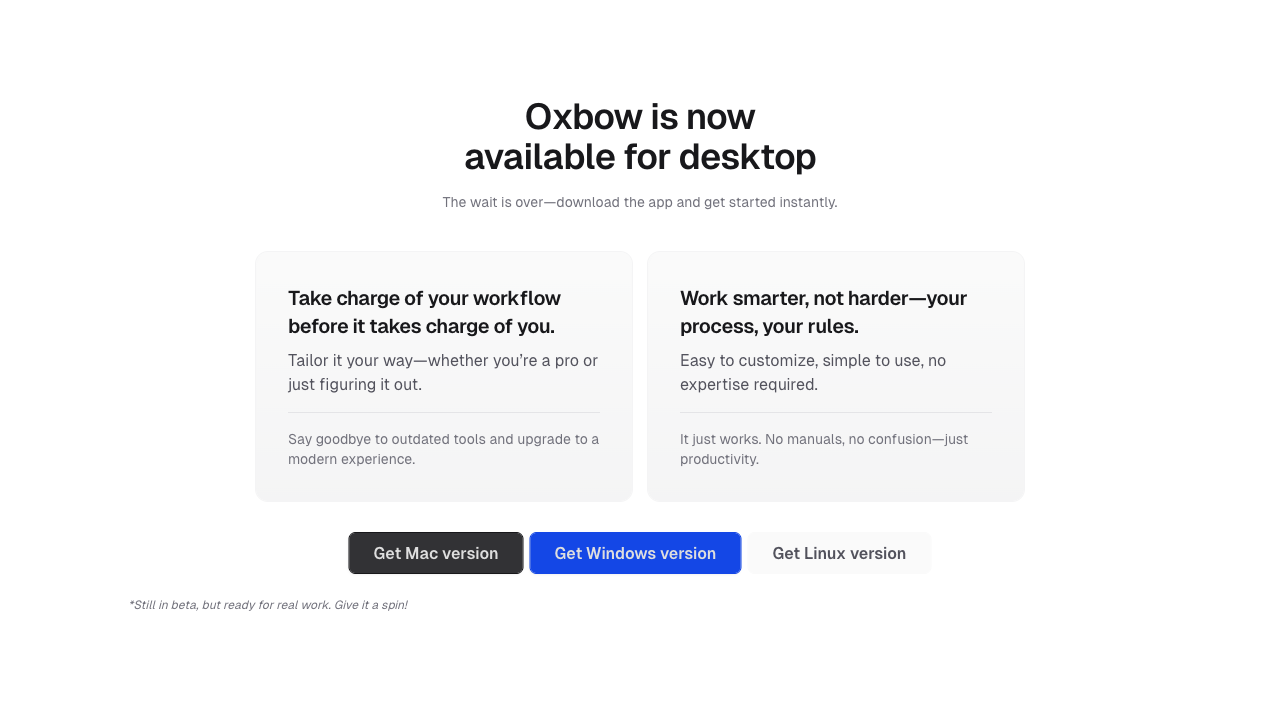 Oxbow is now
available for desktop
The wait is over—download the app and get started instantly.
Take charge of your workflow
before it takes charge of you.
Tailor it your way—whether you’re a pro or
just figuring it out.
Say goodbye to outdated tools and upgrade to a
modern experience.
Work smarter, not harder—your
process, your rules.
Easy to customize, simple to use, no
expertise required.
It just works. No manuals, no confusion—just
productivity.
Get Mac version
Get Windows version
Get Linux version
*Still in beta, but ready for real work. Give it a spin!